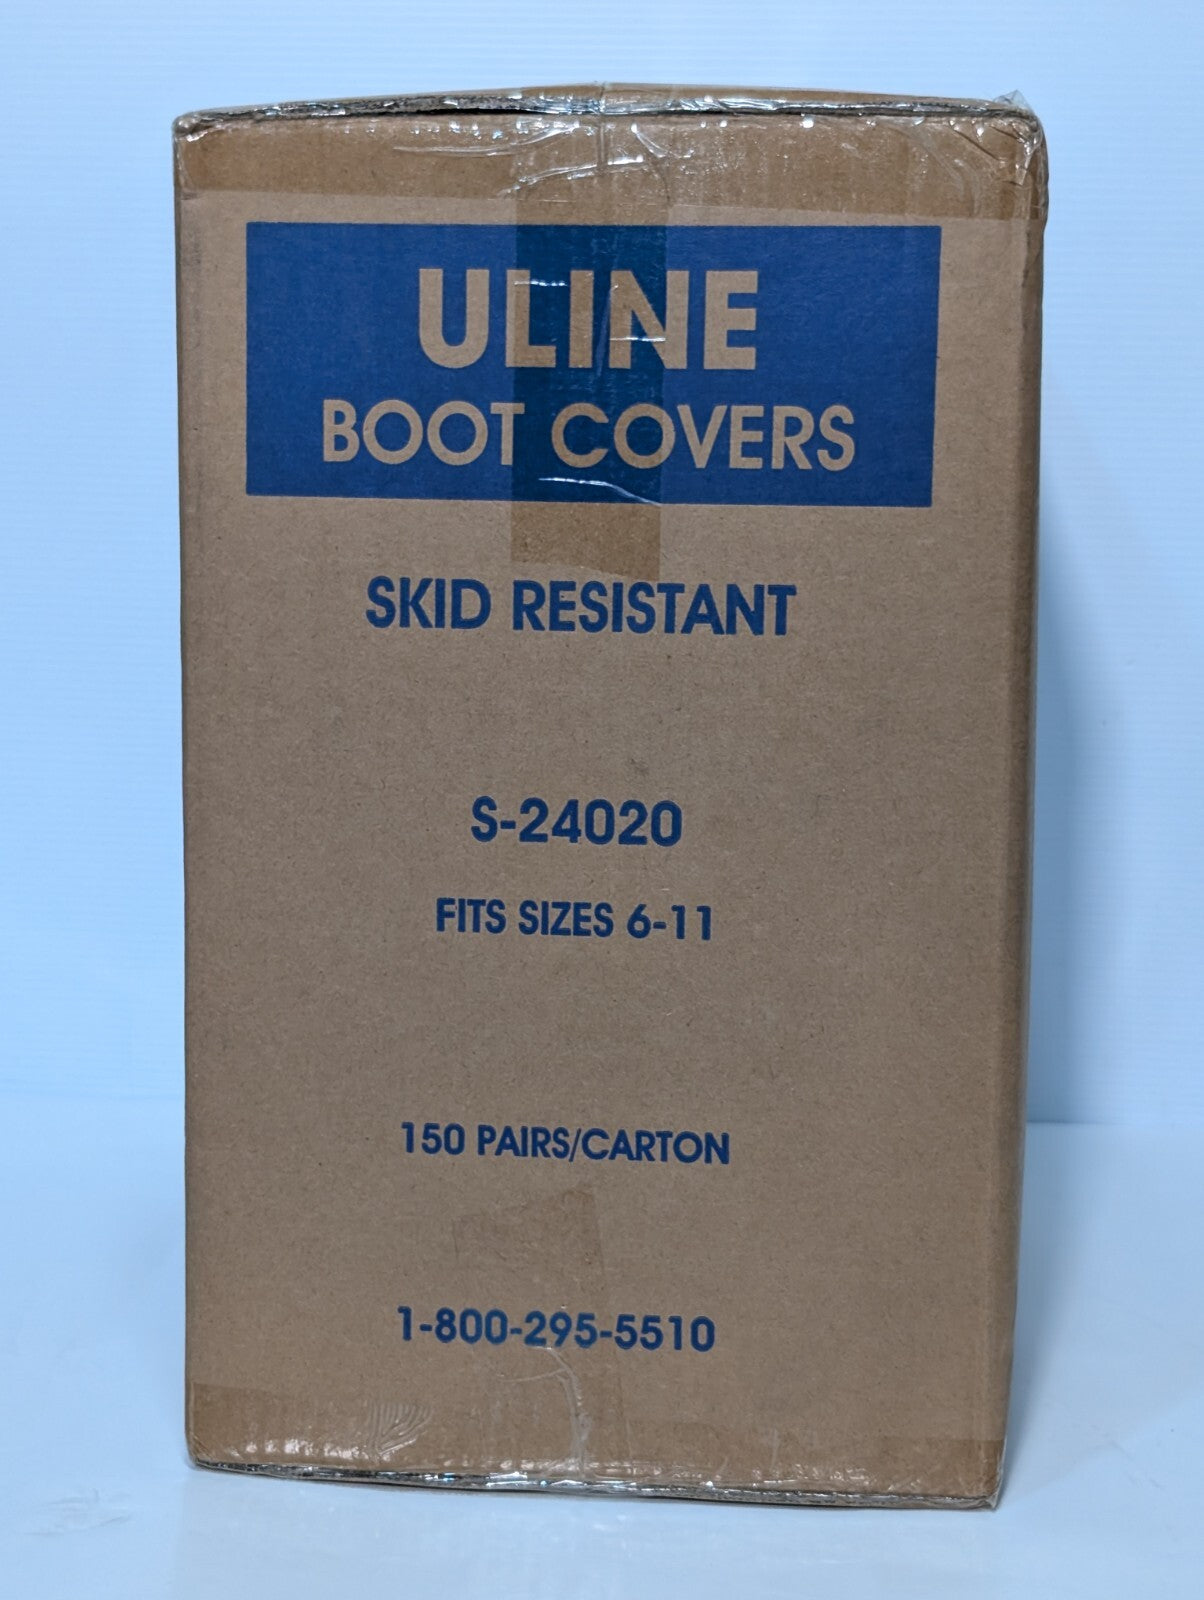 ULINE
BOOT COVERS
SKID RESISTANT
S-24020
FITS SIZES 6-11
150 PAIRS/CARTON
1-800-295-5510